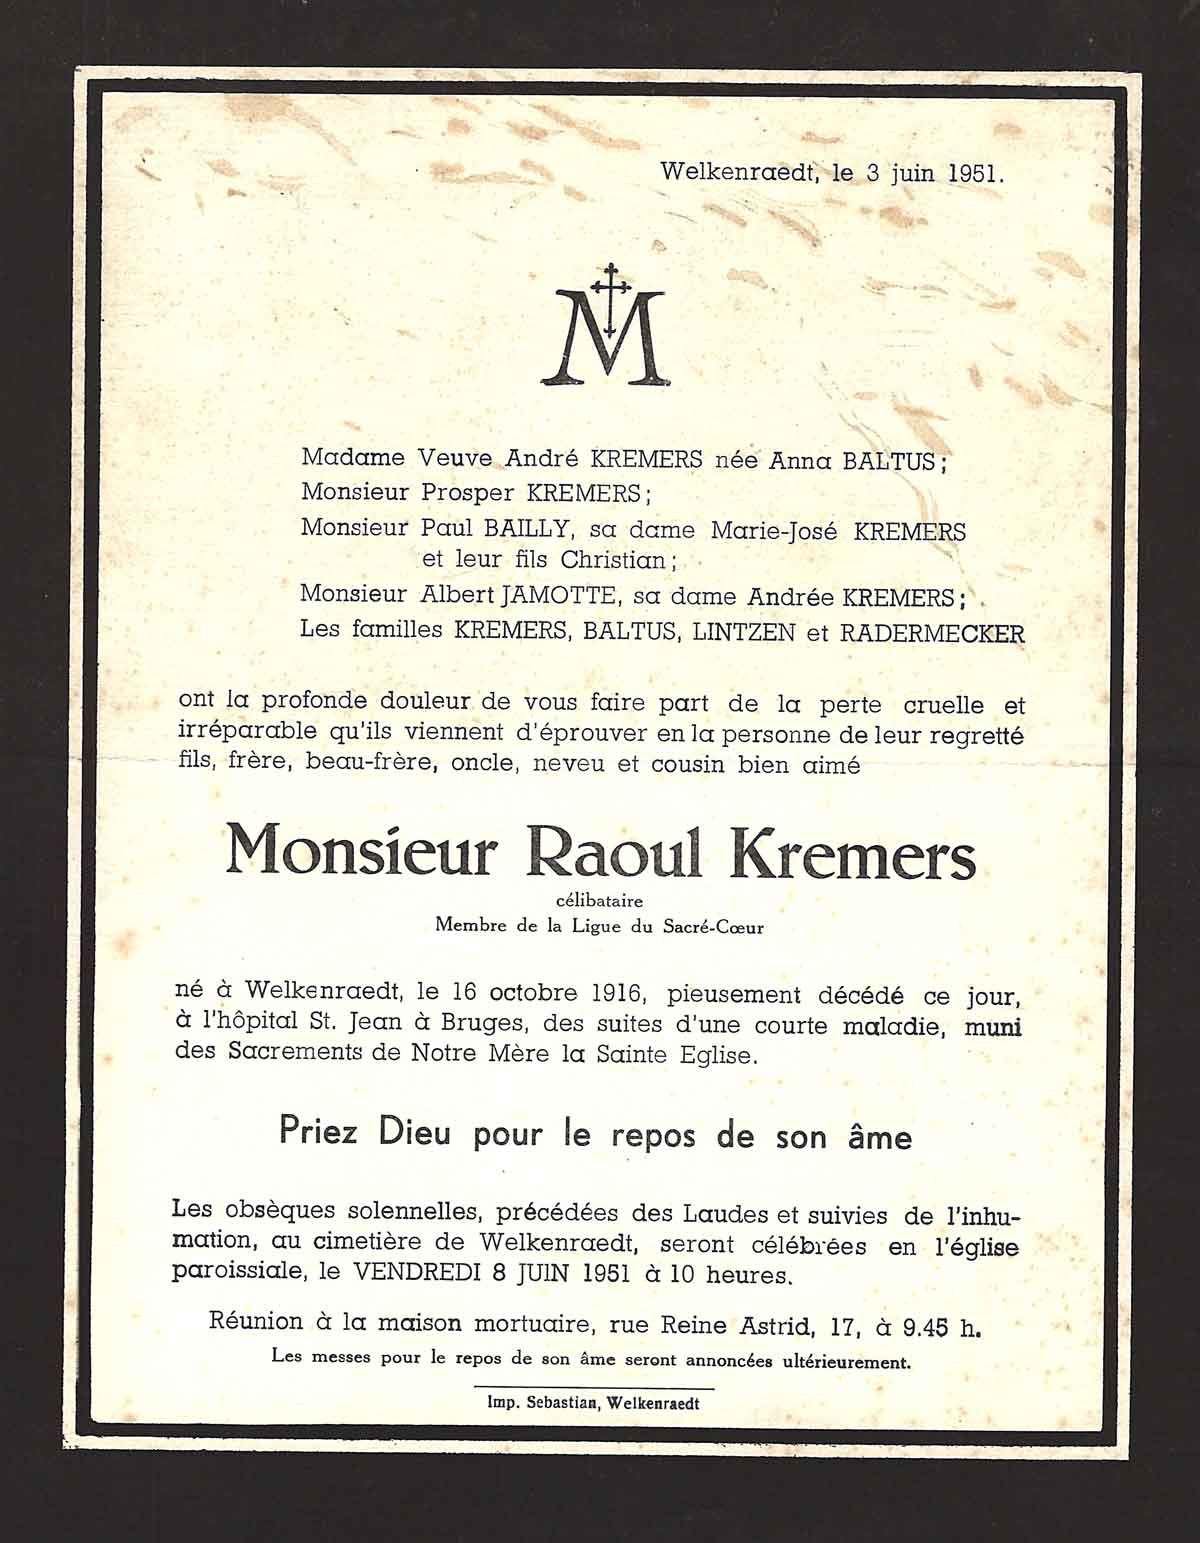 Welkenraedt, le 3 juin 1951.
M
Madame Veuve André KREMERS née Anna BALTUS;
Monsieur Prosper KREMERS;
Monsieur Paul BAILLY, sa dame Marie-José KREMERS
et leur fils Christian;
Monsieur Albert JAMOTTE, sa dame Andrée KREMERS;
Les familles KREMERS, BALTUS, LINTZEN et RADERMECKER
ont la profonde douleur de vous faire part de la perte cruelle et
irréparable qu'ils viennent d'éprouver en la personne de leur regretté
fils, frère, beau-frère, oncle, neveu et cousin bien aimé
Monsieur Raoul Kremers
célibataire
Membre de la Ligue du Sacré-Cœur
né à Welkenraedt, le 16 octobre 1916, pieusement décédé ce jour,
à l'hôpital St. Jean à Bruges, des suites d'une courte maladie, muni
des Sacrements de Notre Mère la Sainte Eglise.
Priez Dieu pour le repos de son âme
Les obsèques solennelles, précédées des Laudes et suivies de l'inhu-
mation, au cimetière de Welkenraedt, seront célébrées en l'église
paroissiale, le VENDREDI 8 JUIN 1951 à 10 heures.
Réunion à la maison mortuaire, rue Reine Astrid, 17, à 9.45 h.
Les messes pour le repos de son âme seront annoncées ultérieurement.
Imp. Sebastian, Welkenraedt